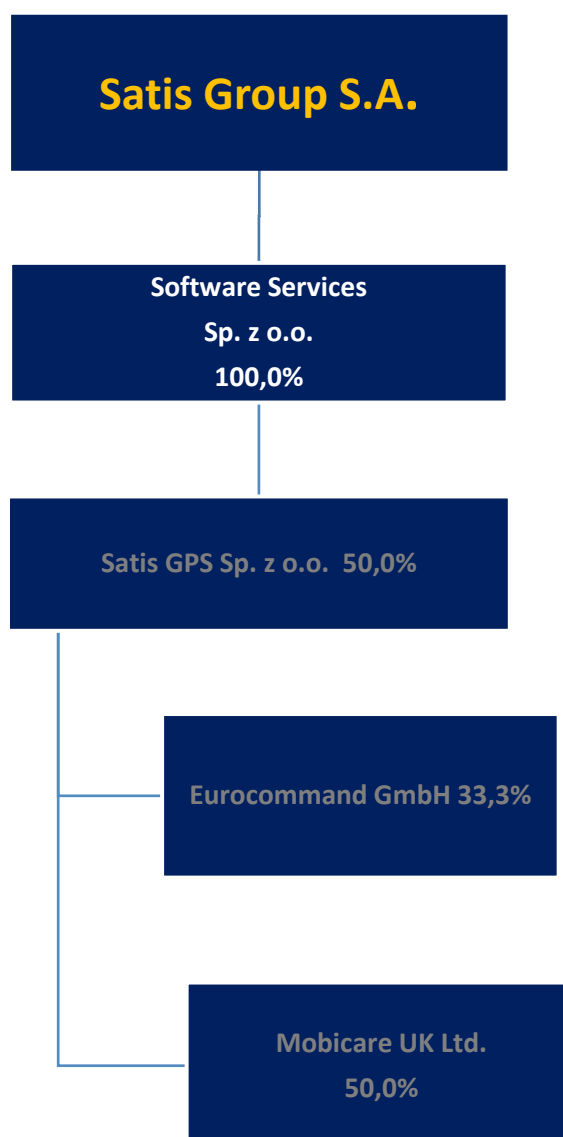 Satis Group S.A.
Software Services
Sp. z o.o.
100,0%
Satis GPS Sp. z o.o.  50,0%
Eurocommand GmbH 33,3%
Mobicare UK Ltd.
50,0%